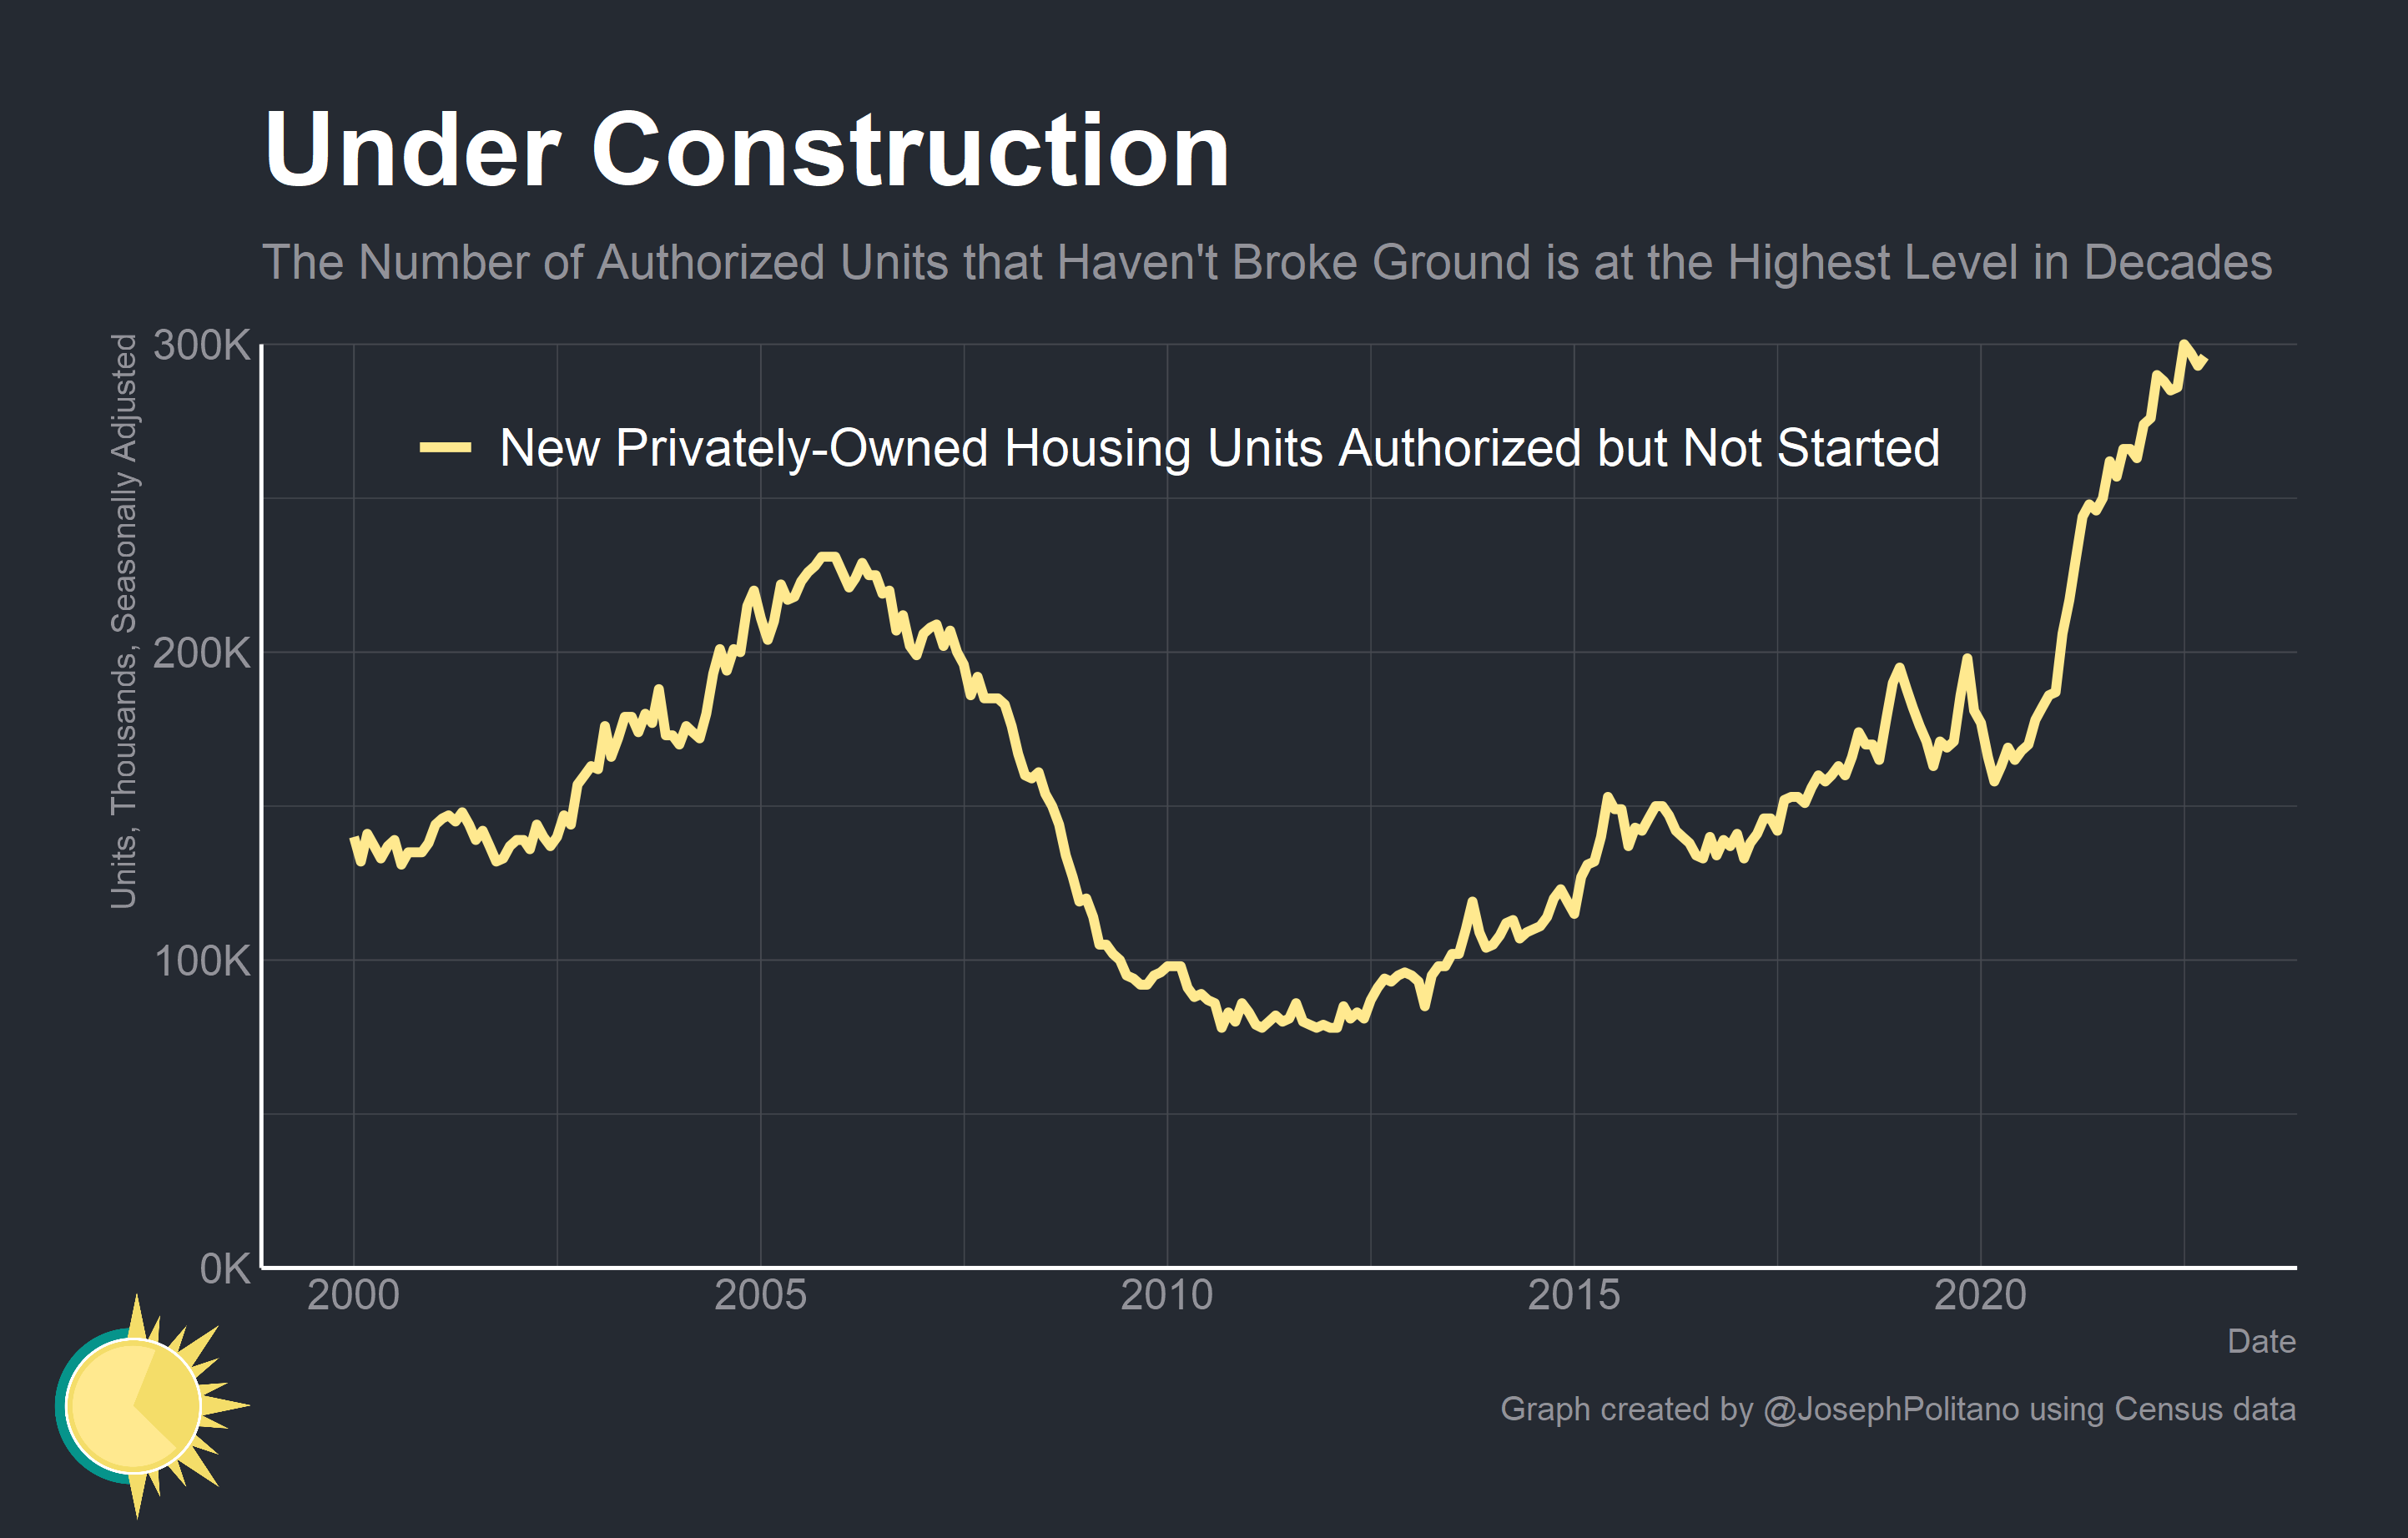 Under Construction
The Number of Authorized Units that Haven't Broke Ground is at the Highest Level in Decades
Units, Thousands, Seasonally Adjusted
300K
200K
100K
0K
New Privately-Owned Housing Units Authorized but Not Started
2000 2005 2010 2015 2020
Date
Graph created by @JosephPolitano using Census data